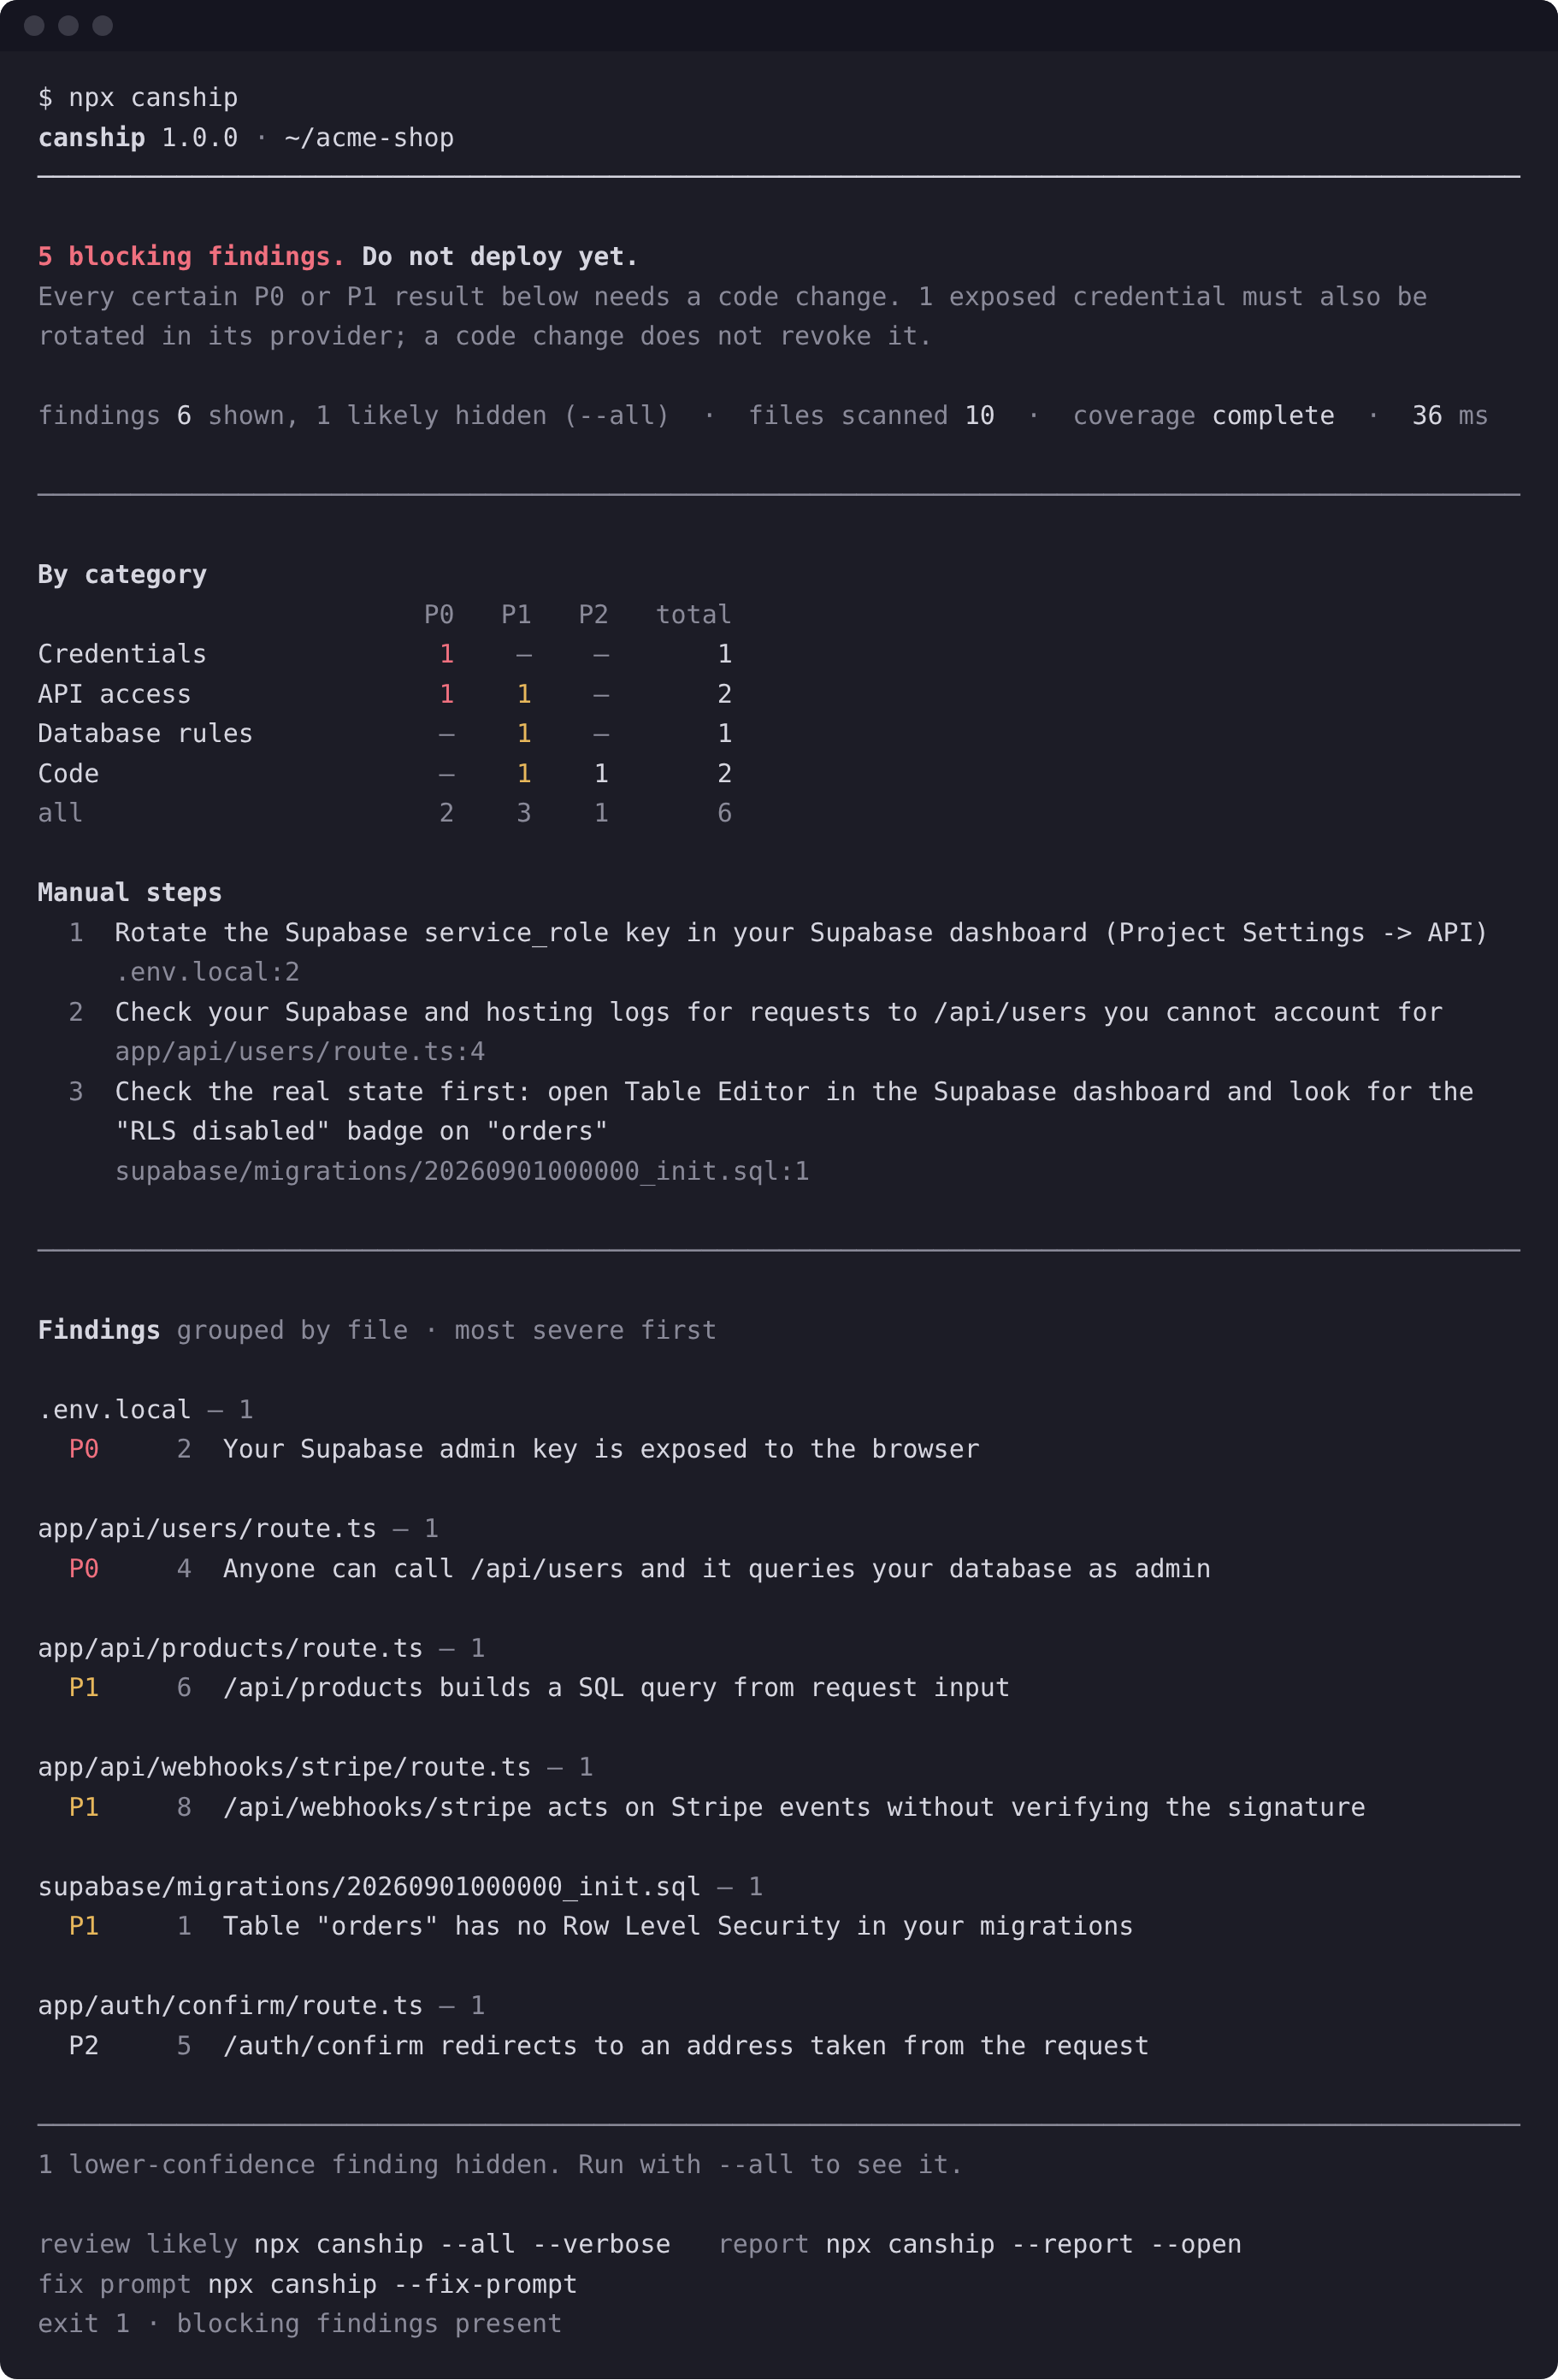 $ npx canship
canship 1.0.0 · ~/acme-shop
5 blocking findings. Do not deploy yet.
Every certain P0 or P1 result below needs a code change. 1 exposed credential must also be
rotated in its provider; a code change does not revoke it.
findings 6 shown, 1 likely hidden (--all)  ·  files scanned 10  ·  coverage complete  ·  36 ms
By category
P0   P1   P2   total
Credentials   1   —   —   1
API access   1   1   —   2
Database rules   —   1   —   1
Code   —   1   1   2
all   2   3   1   6
Manual steps
1  Rotate the Supabase service_role key in your Supabase dashboard (Project Settings -> API)
.env.local:2
2  Check your Supabase and hosting logs for requests to /api/users you cannot account for
app/api/users/route.ts:4
3  Check the real state first: open Table Editor in the Supabase dashboard and look for the
"RLS disabled" badge on "orders"
supabase/migrations/20260901000000_init.sql:1
Findings grouped by file · most severe first
.env.local — 1
P0     2  Your Supabase admin key is exposed to the browser
app/api/users/route.ts — 1
P0     4  Anyone can call /api/users and it queries your database as admin
app/api/products/route.ts — 1
P1     6  /api/products builds a SQL query from request input
app/api/webhooks/stripe/route.ts — 1
P1     8  /api/webhooks/stripe acts on Stripe events without verifying the signature
supabase/migrations/20260901000000_init.sql — 1
P1     1  Table "orders" has no Row Level Security in your migrations
app/auth/confirm/route.ts — 1
P2     5  /auth/confirm redirects to an address taken from the request
1 lower-confidence finding hidden. Run with --all to see it.
review likely npx canship --all --verbose   report npx canship --report --open
fix prompt npx canship --fix-prompt
exit 1 · blocking findings present